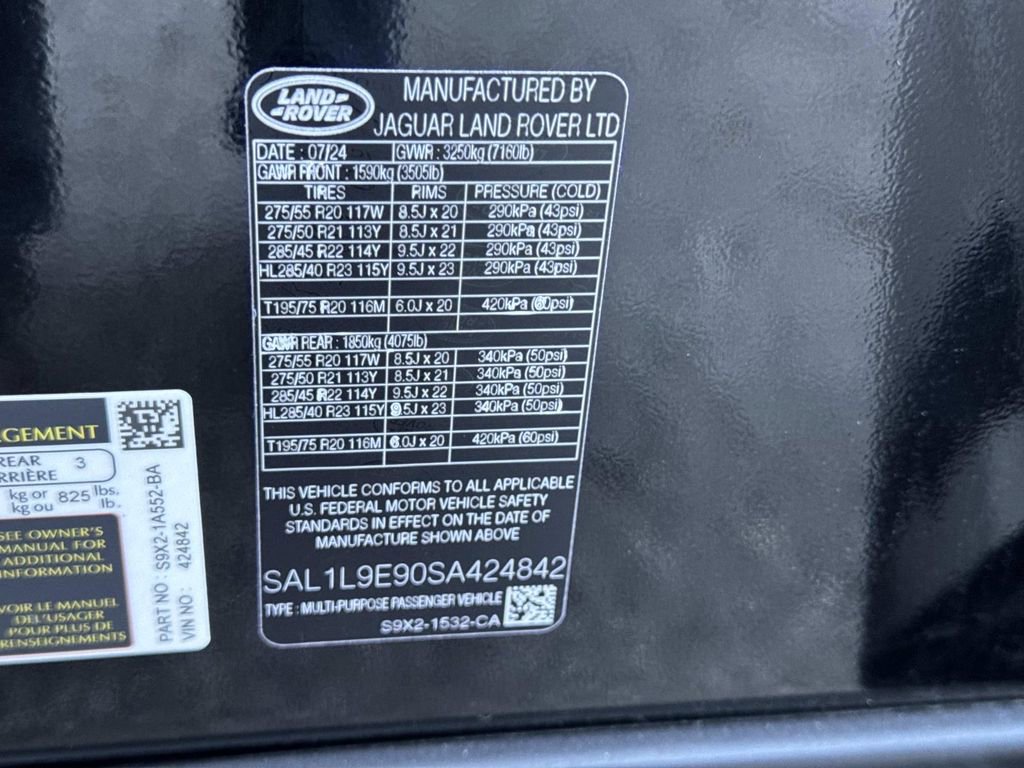 LAND-
-ROVER
MANUFACTURED BY
JAGUAR LAND ROVER LTD
DATE : 07/24 GVWR : 3250kg (7160lb)
GAWR FRONT : 1590kg (3505lb)
TIRES RIMS PRESSURE (COLD)
275/55 R20 117W 8.5J x 20 290kPa (43psi)
275/50 R21 113Y 8.5J x 21 290kPa (43psi)
285/45 R22 114Y 9.5J x 22 290kPa (43psi)
HL285/40 R23 115Y 9.5J x 23 290kPa (43psi)
T195/75 R20 116M 6.0J x 20 420kPa (60psi)
GAWR REAR : 1850kg (4075lb)
275/55 R20 117W 8.5J x 20 340kPa (50psi)
275/50 R21 113Y 8.5J x 21 340kPa (50psi)
285/45 R22 114Y 9.5J x 22 340kPa (50psi)
HL285/40 R23 115Y 9.5J x 23 340kPa (50psi)
T195/75 R20 116M 6.0J x 20 420kPa (60psi)
THIS VEHICLE CONFORMS TO ALL APPLICABLE
U.S. FEDERAL MOTOR VEHICLE SAFETY
STANDARDS IN EFFECT ON THE DATE OF
MANUFACTURE SHOWN ABOVE
SAL1L9E90SA424842
TYPE : MULTI-PURPOSE PASSENGER VEHICLE
S9X2-1532-CA
AGEMENT
REAR 3
RRIÈRE
kg or 825 lbs.
kg ou lb.
SEE OWNER'S
MANUAL FOR
ADDITIONAL
INFORMATION
VOIR LE MANUEL
DE L'USAGER
POUR PLUS DE
RENSEIGNEMENTS
PART NO : S9X2-1A552-BA
VIN NO : 424842